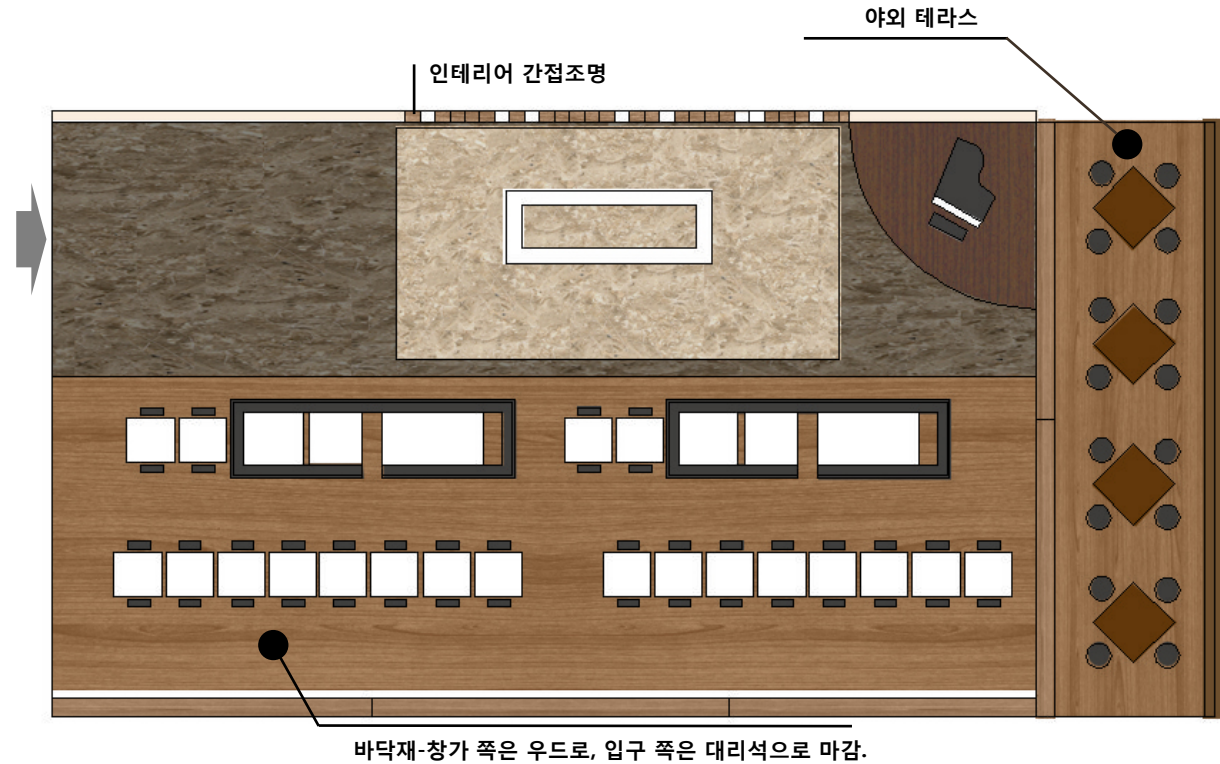 야외 테라스
인테리어 간접조명
바닥재-창가 쪽은 우드로, 입구 쪽은 대리석으로 마감.